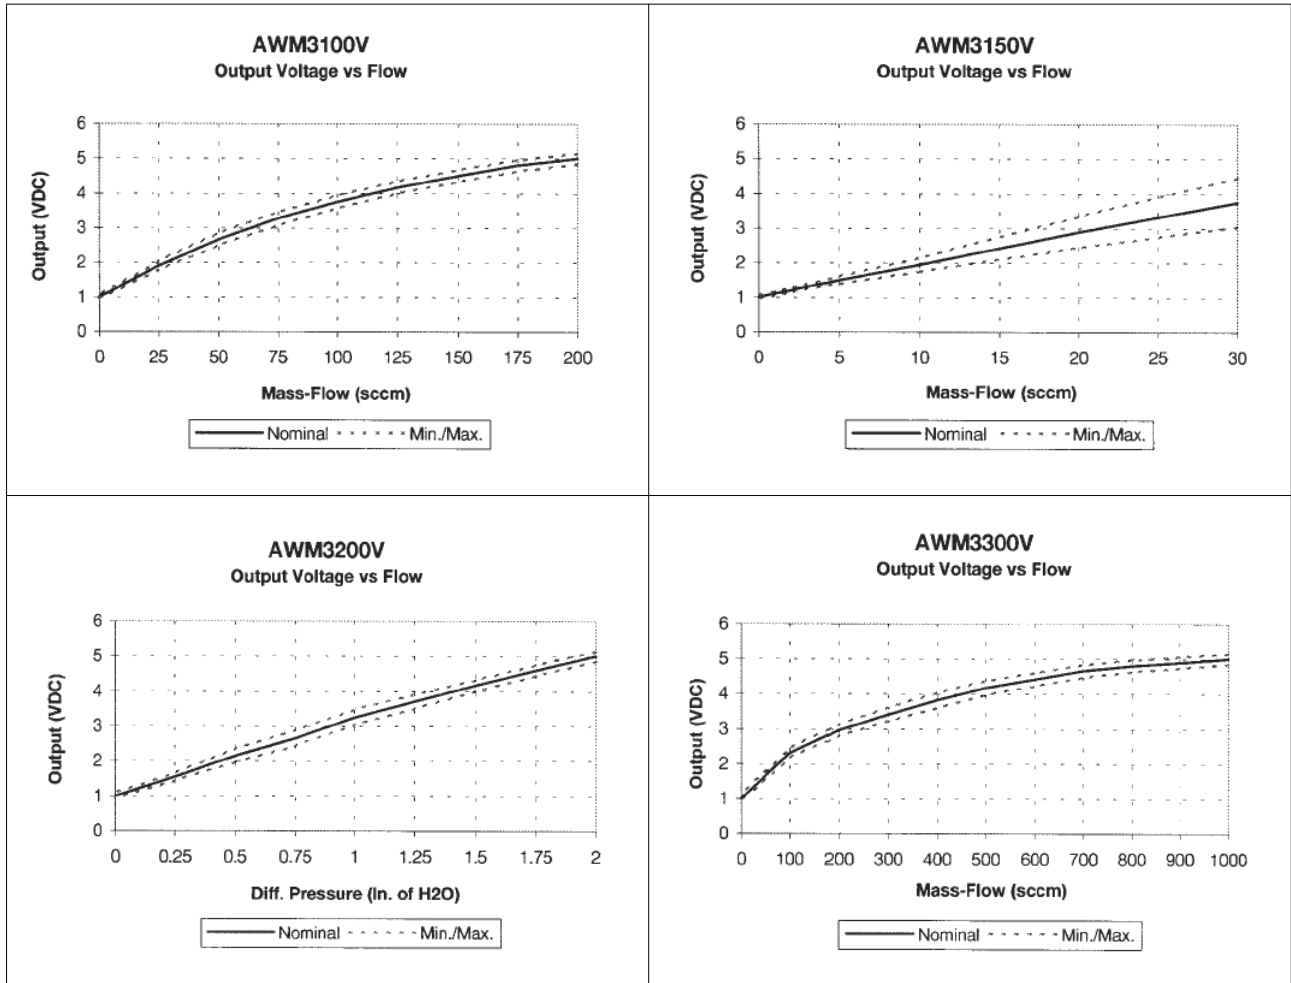 AWM3100V
Output Voltage vs Flow
6
5
4
3
2
1
0
Output (VDC)
0 25 50 75 100 125 150 175 200
Mass-Flow (sccm)
Nominal Min./Max.
AWM3150V
Output Voltage vs Flow
6
5
4
3
2
1
0
Output (VDC)
0 5 10 15 20 25 30
Mass-Flow (sccm)
Nominal Min./Max.
AWM3200V
Output Voltage vs Flow
6
5
4
3
2
1
0
Output (VDC)
0 0.25 0.5 0.75 1 1.25 1.5 1.75 2
Diff. Pressure (In. of H2O)
Nominal Min./Max.
AWM3300V
Output Voltage vs Flow
6
5
4
3
2
1
0
Output (VDC)
0 100 200 300 400 500 600 700 800 900 1000
Mass-Flow (sccm)
Nominal Min./Max.